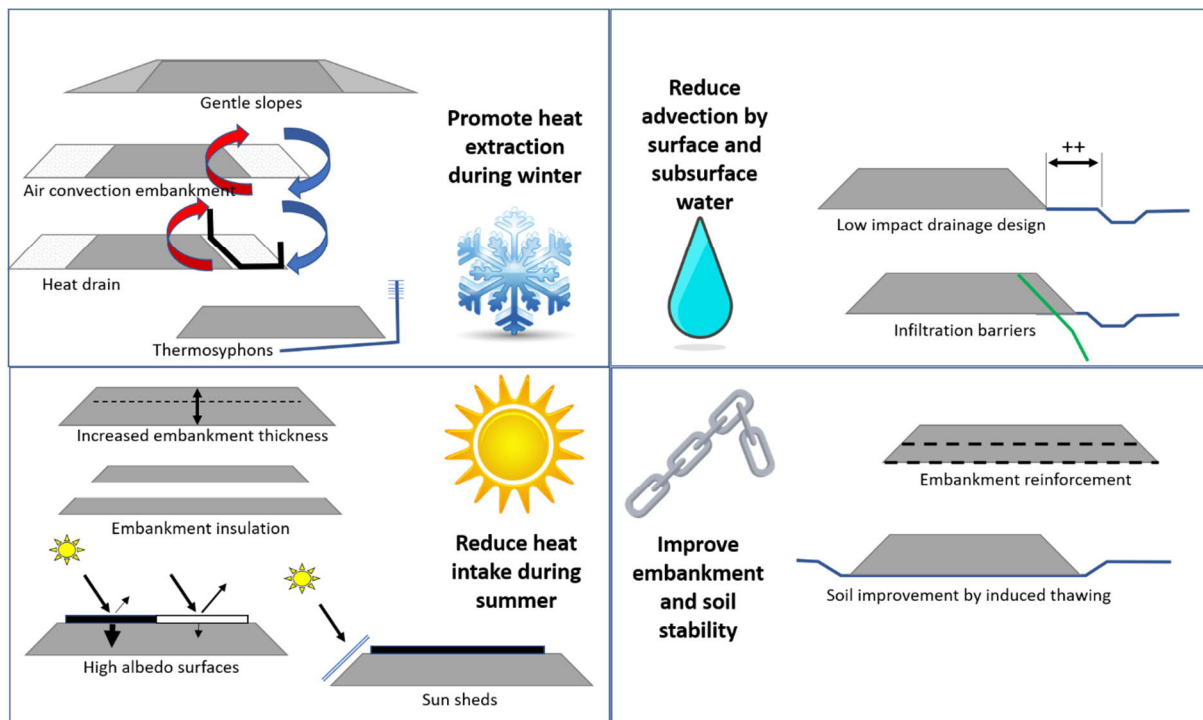 Gentle slopes
Air convection embankment
Heat drain
Thermosyphons
Promote heat
extraction
during winter
Reduce
advection by
surface and
subsurface
water
++
Low impact drainage design
Infiltration barriers
Increased embankment thickness
Embankment insulation
High albedo surfaces
Sun sheds
Reduce heat
intake during
summer
Improve
embankment
and soil
stability
Embankment reinforcement
Soil improvement by induced thawing